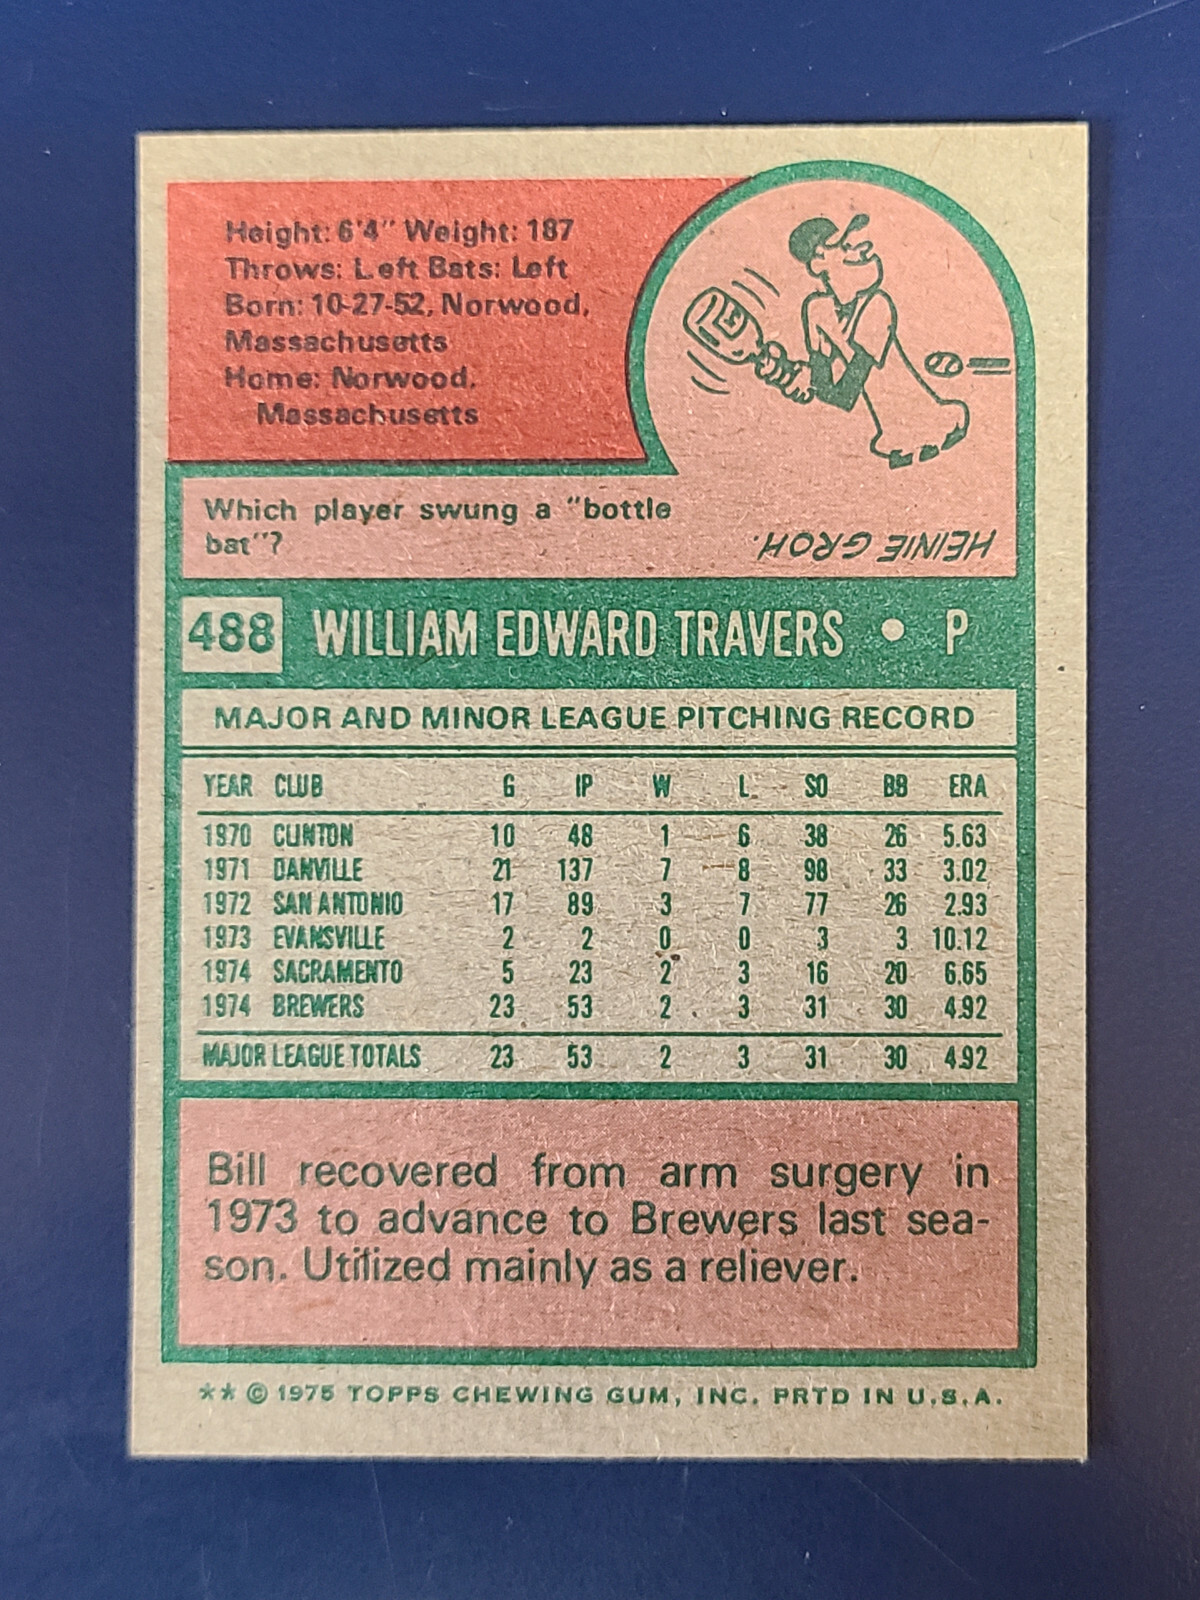 Height: 6'4" Weight: 187
Throws: Left Bats: Left
Born: 10-27-52, Norwood,
Massachusetts
Home: Norwood,
Massachusetts
Which player swung a "bottle
bat"?
HEINIE GROH.
488 WILLIAM EDWARD TRAVERS • P
MAJOR AND MINOR LEAGUE PITCHING RECORD
YEAR CLUB G IP W L SO BB ERA
1970 CLINTON 10 48 1 6 38 26 5.63
1971 DANVILLE 21 137 7 8 98 33 3.02
1972 SAN ANTONIO 17 89 3 7 77 26 2.93
1973 EVANSVILLE 2 2 0 0 3 3 10.12
1974 SACRAMENTO 5 23 2 3 16 20 6.65
1974 BREWERS 23 53 2 3 31 30 4.92
MAJOR LEAGUE TOTALS 23 53 2 3 31 30 4.92
Bill recovered from arm surgery in
1973 to advance to Brewers last sea-
son. Utilized mainly as a reliever.
** © 1975 TOPPS CHEWING GUM, INC. PRTD IN U.S.A.